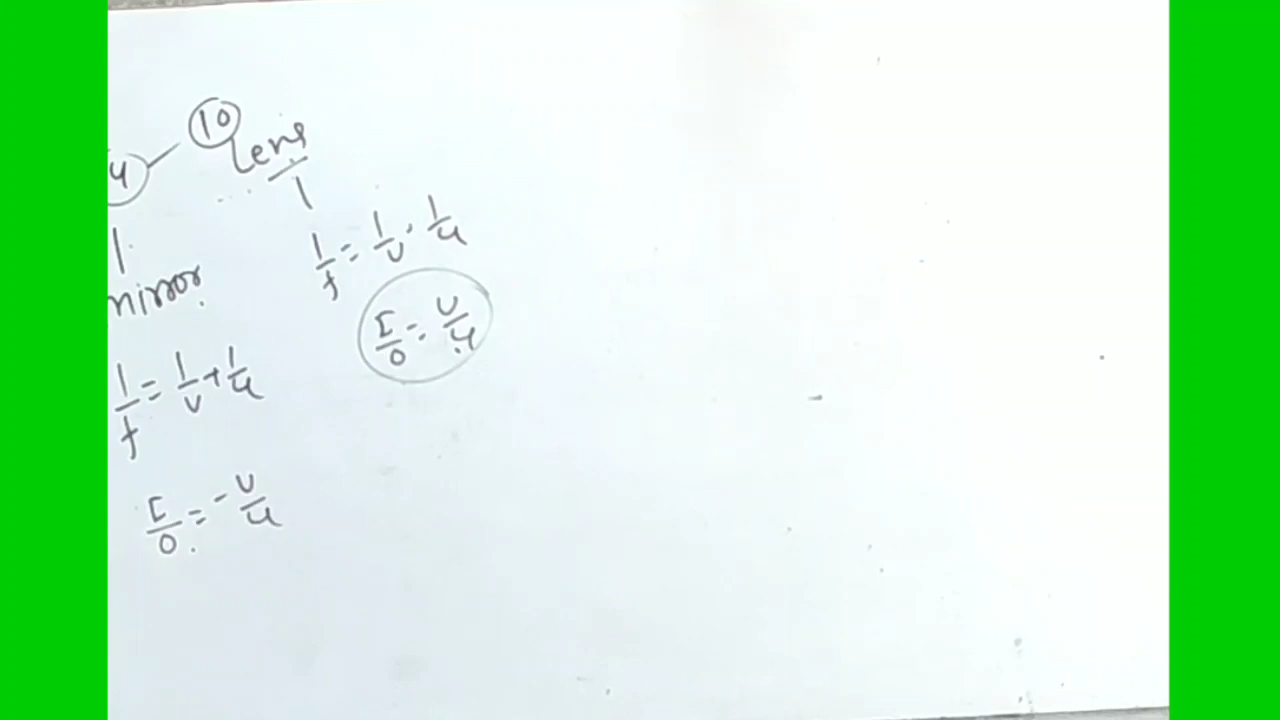 4 - 10
lens
mirror
1/f = 1/v - 1/u
I/O = v/u
1/f = 1/v + 1/u
I/O = -v/u